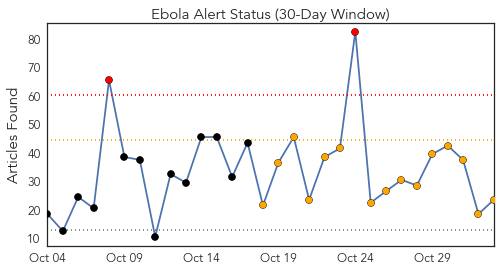 Ebola Alert Status (30-Day Window)
Articles Found
80
70
60
50
40
30
20
10
Oct 04 Oct 09 Oct 14 Oct 19 Oct 24 Oct 29